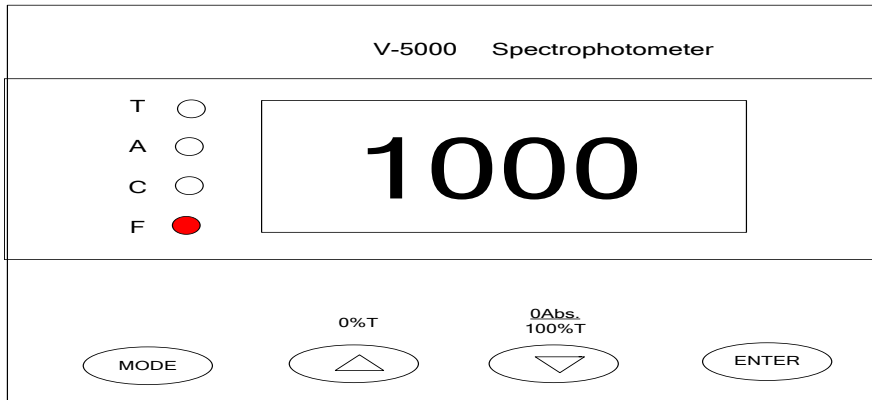 V-5000 Spectrophotometer
T
A
C
F
1000
0%T
0Abs.
100%T
MODE
ENTER